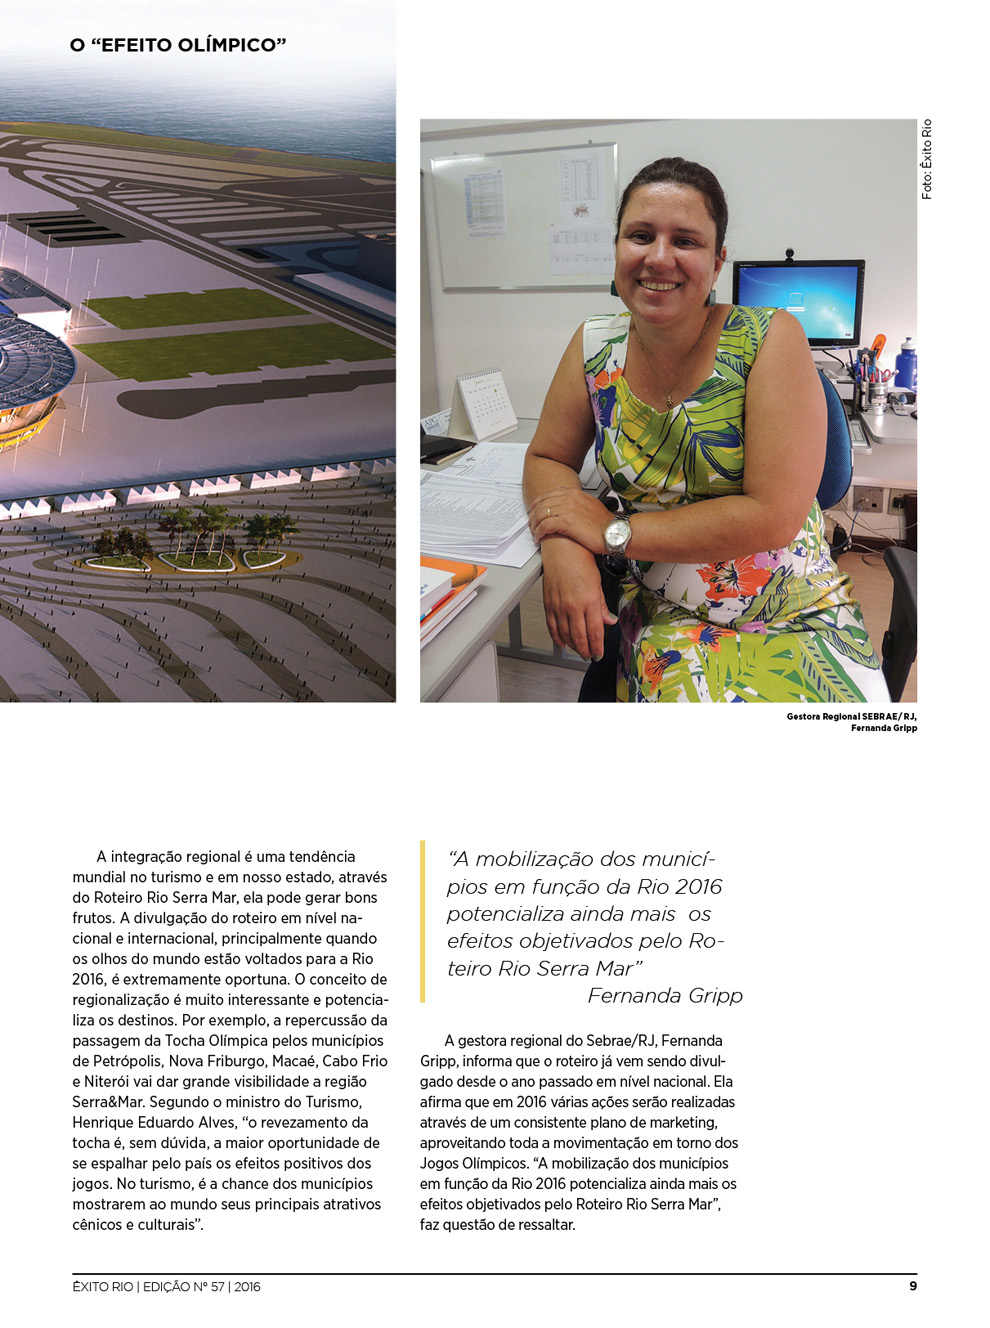 O “EFEITO OLÍMPICO”
Foto: Êxito Rio
Gestora Regional SEBRAE/RJ,
Fernanda Gripp
A integração regional é uma tendência
mundial no turismo e em nosso estado, através
do Roteiro Rio Serra Mar, ela pode gerar bons
frutos. A divulgação do roteiro em nível na-
cional e internacional, principalmente quando
os olhos do mundo estão voltados para a Rio
2016, é extremamente oportuna. O conceito de
regionalização é muito interessante e potencia-
liza os destinos. Por exemplo, a repercussão da
passagem da Tocha Olímpica pelos municípios
de Petrópolis, Nova Friburgo, Macaé, Cabo Frio
e Niterói vai dar grande visibilidade a região
Serra&Mar. Segundo o ministro do Turismo,
Henrique Eduardo Alves, “o revezamento da
tocha é, sem dúvida, a maior oportunidade de
se espalhar pelo país os efeitos positivos dos
jogos. No turismo, é a chance dos municípios
mostrarem ao mundo seus principais atrativos
cênicos e culturais”.
“A mobilização dos municí-
pios em função da Rio 2016
potencializa ainda mais os
efeitos objetivados pelo Ro-
teiro Rio Serra Mar”
Fernanda Gripp
A gestora regional do Sebrae/RJ, Fernanda
Gripp, informa que o roteiro já vem sendo divul-
gado desde o ano passado em nível nacional. Ela
afirma que em 2016 várias ações serão realizadas
através de um consistente plano de marketing,
aproveitando toda a movimentação em torno dos
Jogos Olímpicos. “A mobilização dos municípios
em função da Rio 2016 potencializa ainda mais os
efeitos objetivados pelo Roteiro Rio Serra Mar”,
faz questão de ressaltar.
ÊXITO RIO | EDIÇÃO Nº 57 | 2016
9